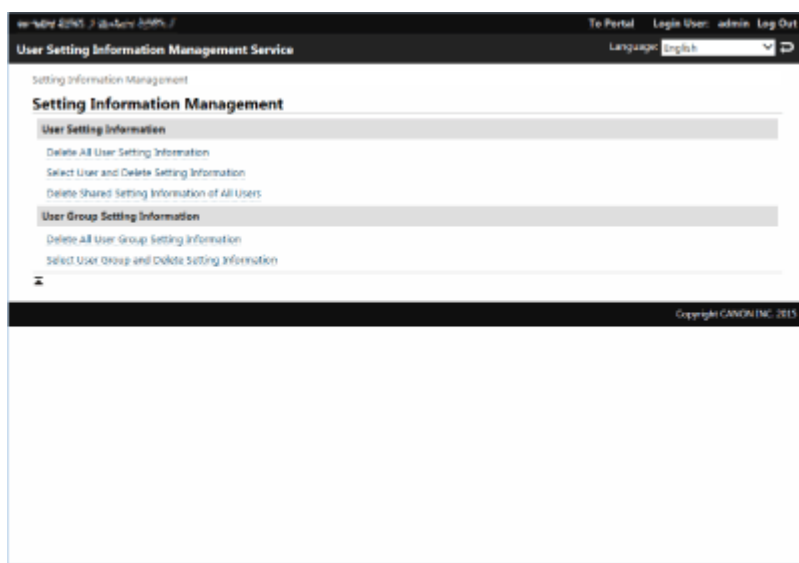 To Portal Login User: admin Log Out
User Setting Information Management Service Language: English
Setting Information Management
Setting Information Management
User Setting Information
Delete All User Setting Information
Select User and Delete Setting Information
Delete Shared Setting Information of All Users
User Group Setting Information
Delete All User Group Setting Information
Select User Group and Delete Setting Information
Copyright CANON INC. 2015